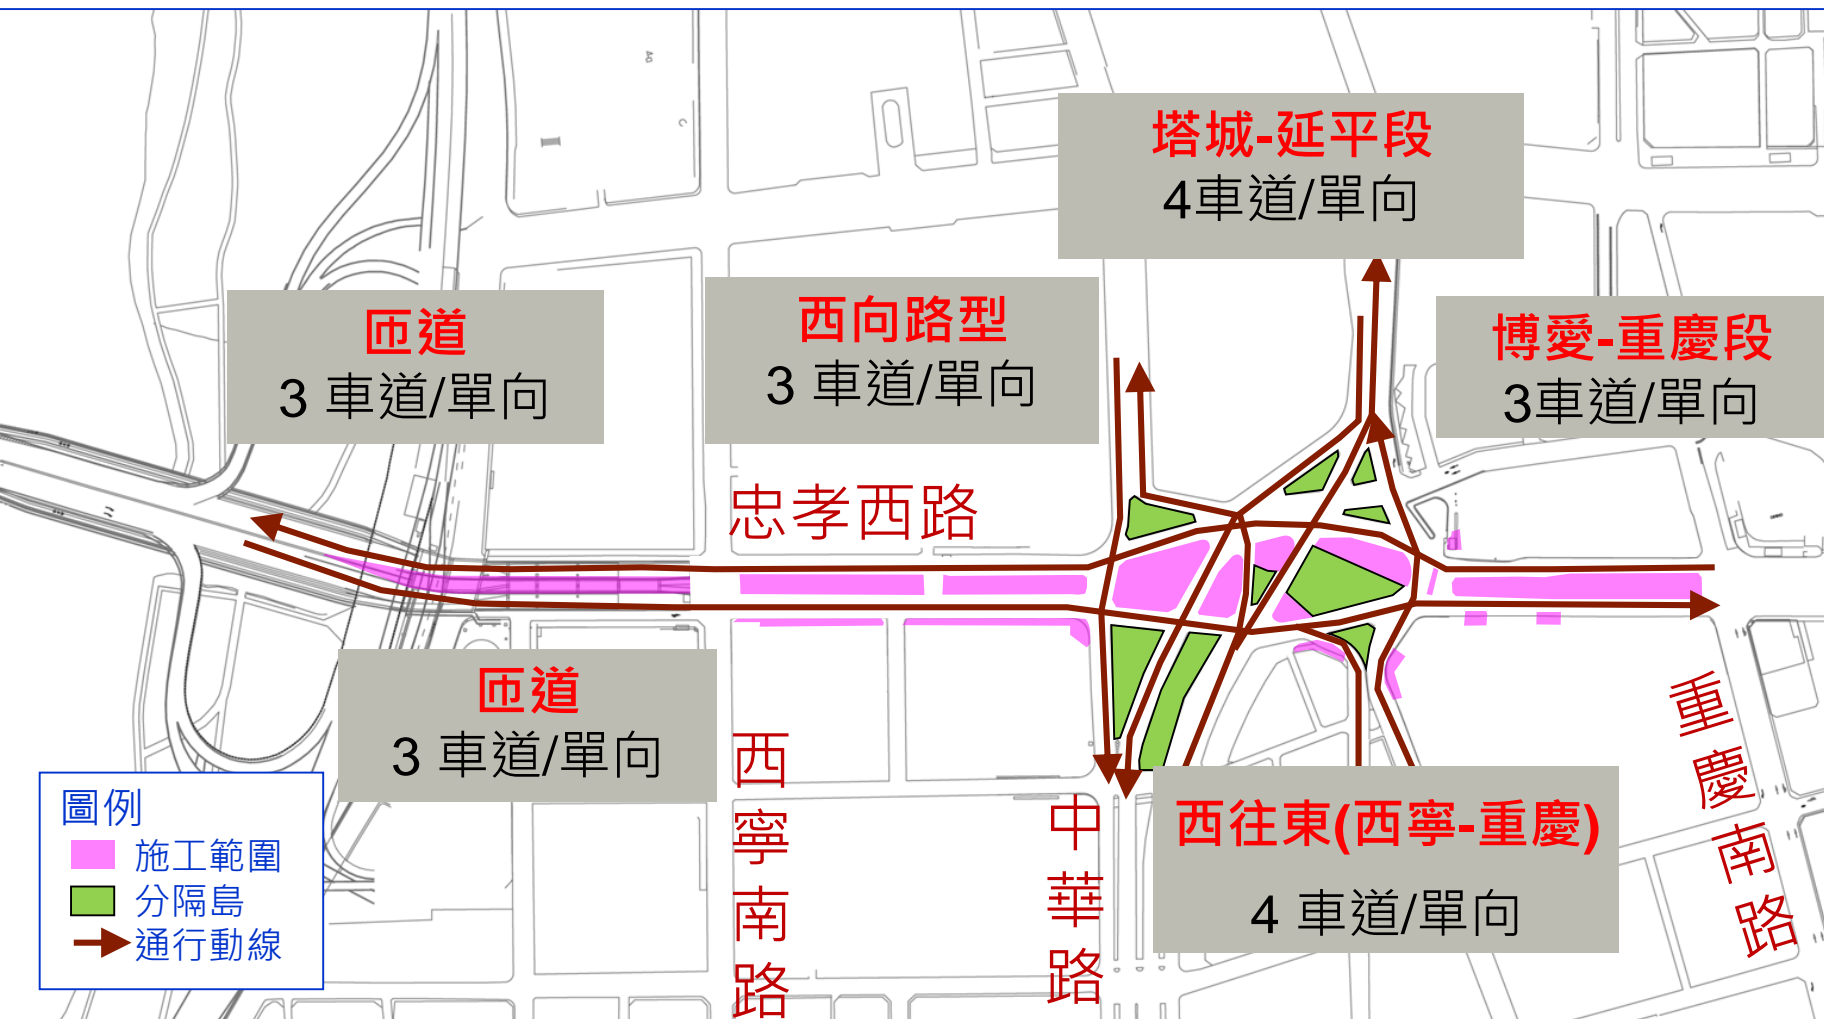 塔城-延平段
4車道/單向
匝道
3 車道/單向
西向路型
3 車道/單向
博愛-重慶段
3車道/單向
忠孝西路
匝道
3 車道/單向
西寧南路
中華路
重慶南路
西往東(西寧-重慶)
4 車道/單向
圖例
施工範圍
分隔島
通行動線